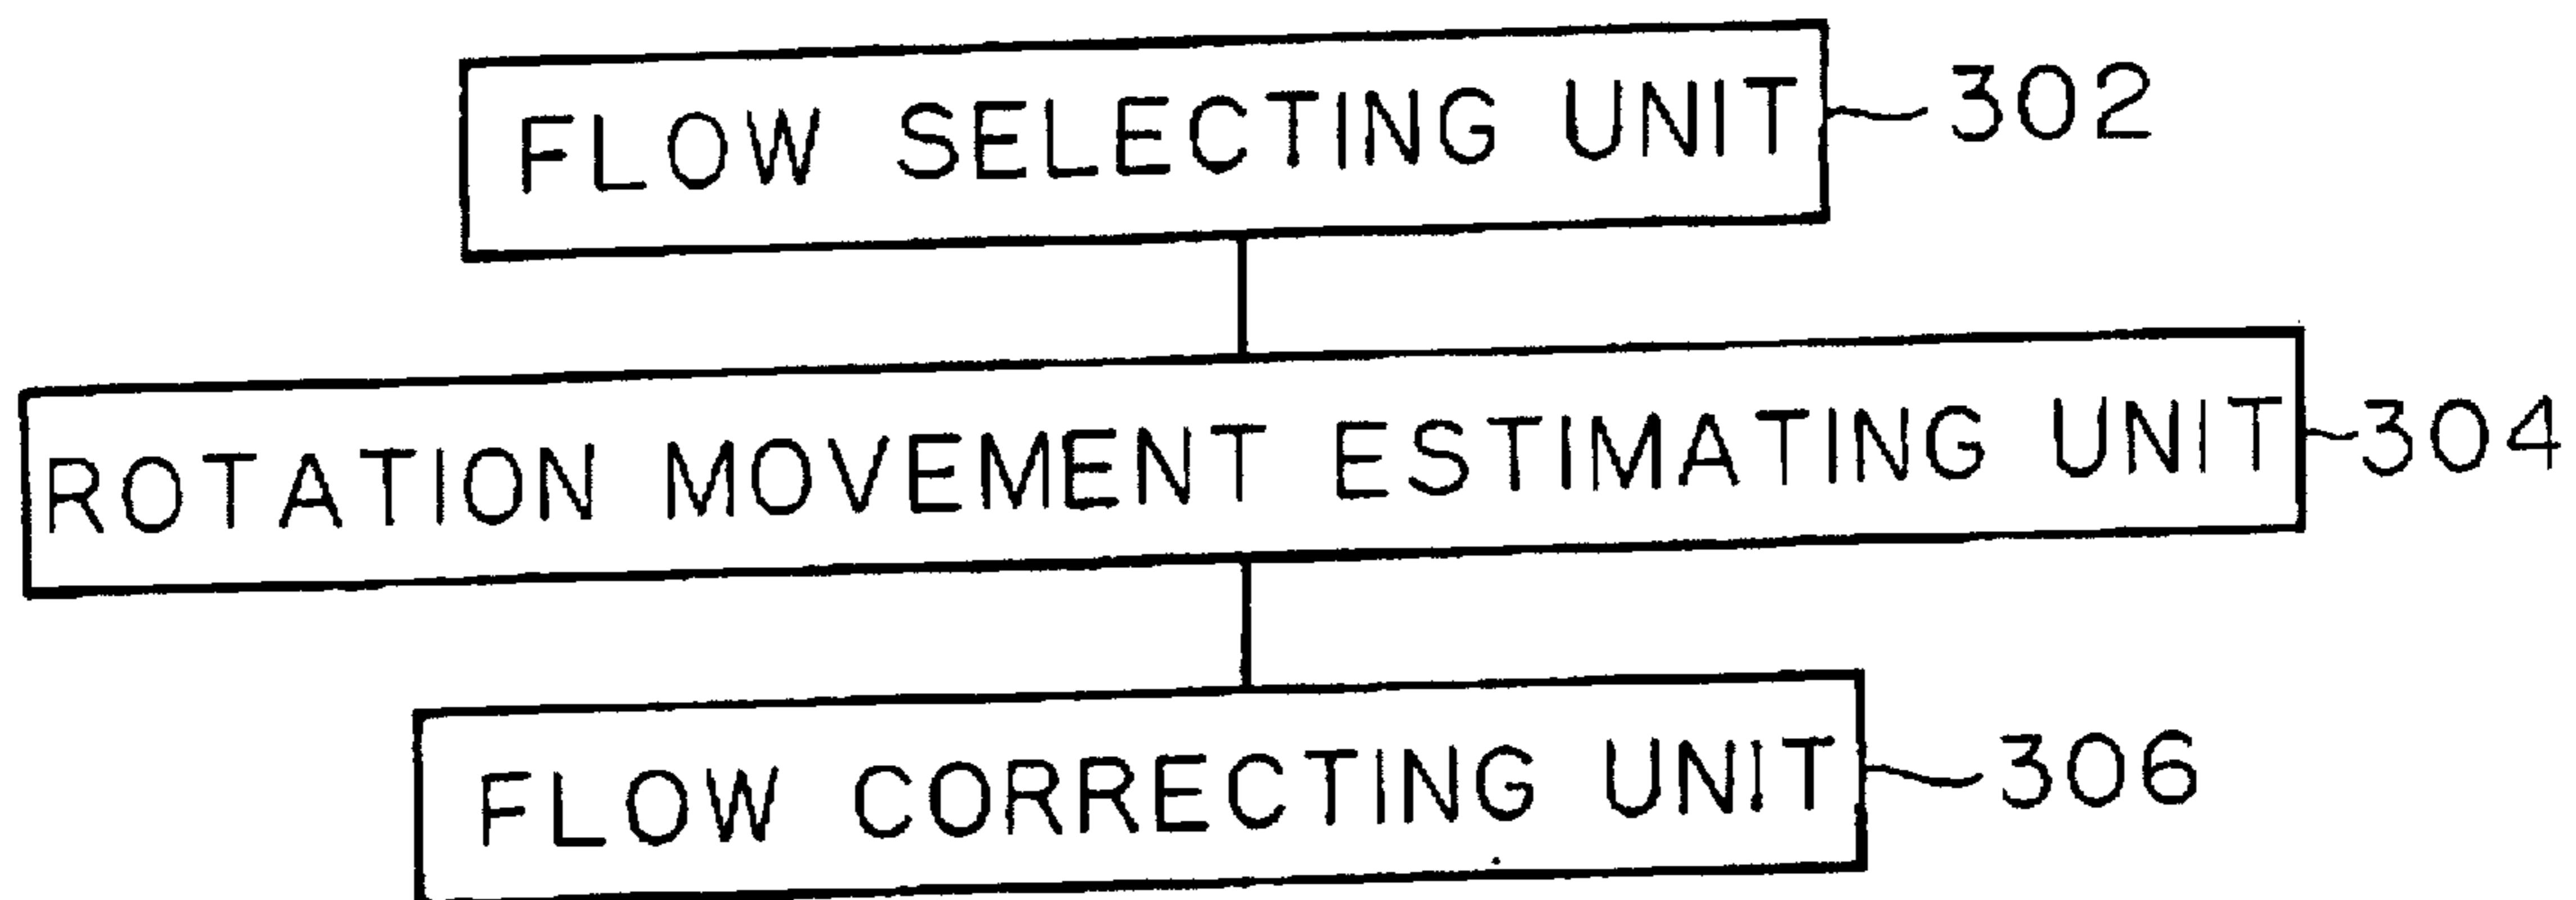 FLOW SELECTING UNIT 302
ROTATION MOVEMENT ESTIMATING UNIT 304
FLOW CORRECTING UNIT 306